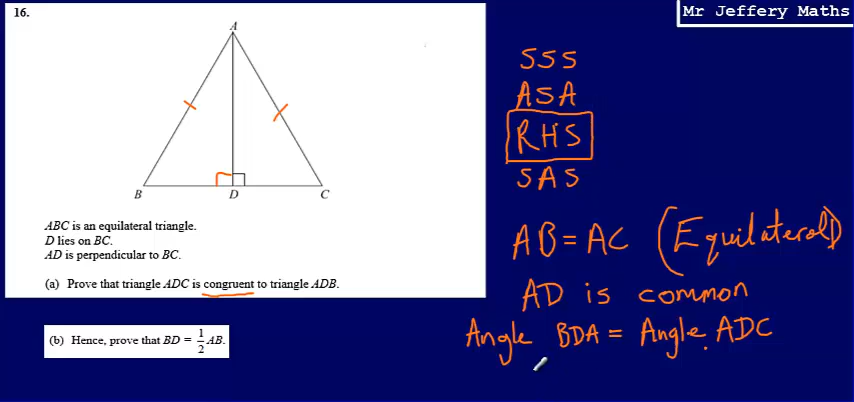 Mr Jeffery Maths
16.
A
B
D
C
ABC is an equilateral triangle.
D lies on BC.
AD is perpendicular to BC.
(a) Prove that triangle ADC is congruent to triangle ADB.
(b) Hence, prove that BD = 1/2 AB.
SSS
ASA
RHS
SAS
AB = AC (Equilateral)
AD is common
Angle BDA = Angle ADC